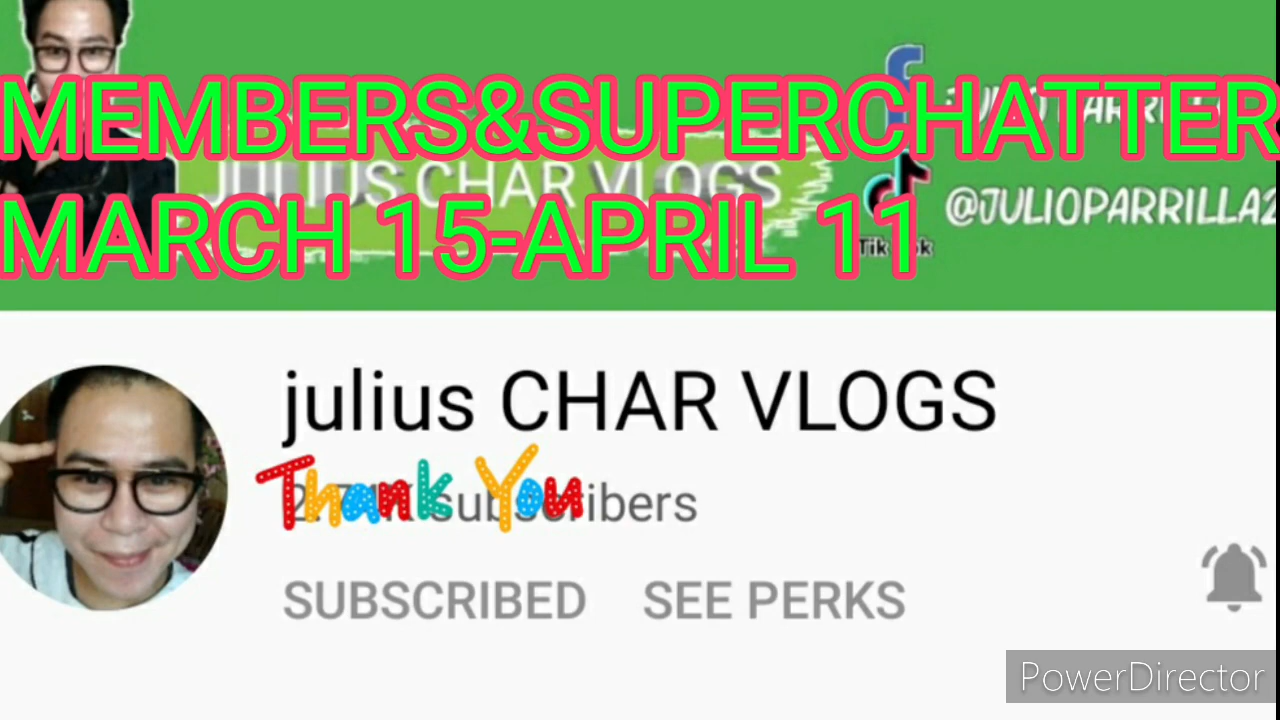 MEMBERS&SUPERCHATTER
JULIUS CHAR VLOGS
MARCH 15-APRIL 11
@JULIOPARRILLA2
julius CHAR VLOGS
Thank You
subscribers
SUBSCRIBED SEE PERKS
PowerDirector